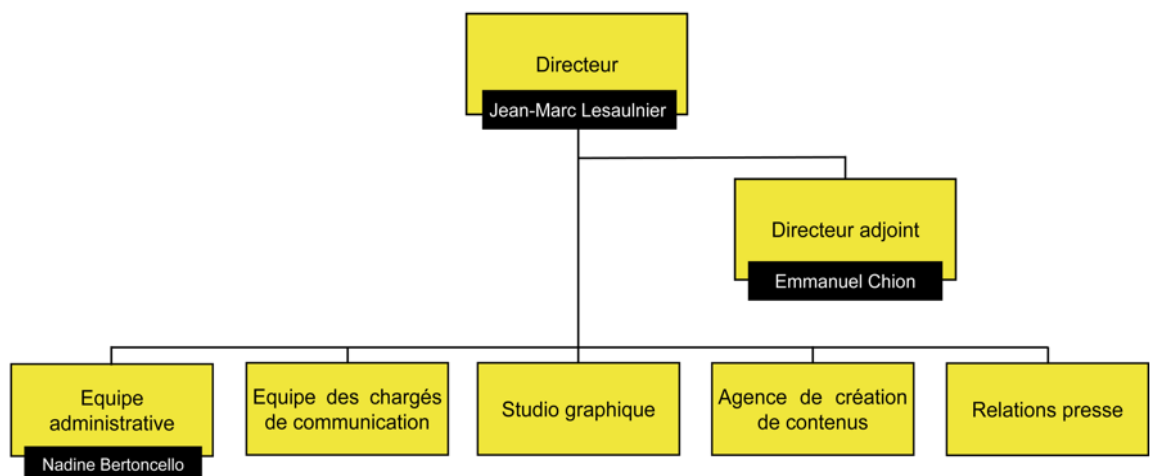 Directeur
Jean-Marc Lesaulnier
Directeur adjoint
Emmanuel Chion
Equipe
administrative
Nadine Bertoncello
Equipe des chargés
de communication
Studio graphique
Agence de création
de contenus
Relations presse